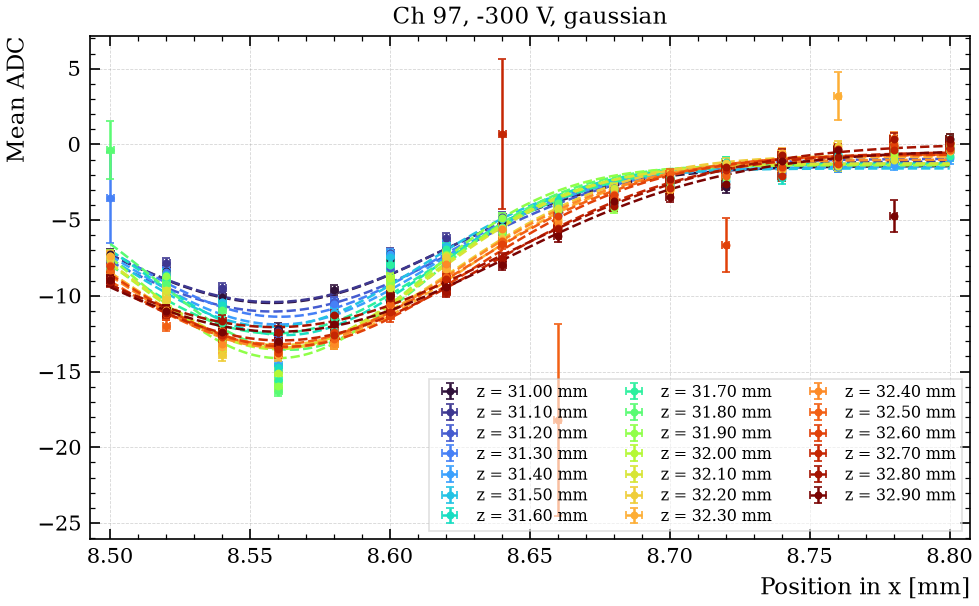 Ch 97, -300 V, gaussian
Mean ADC
5
0
−5
−10
−15
−20
−25
z = 31.00 mm
z = 31.10 mm
z = 31.20 mm
z = 31.30 mm
z = 31.40 mm
z = 31.50 mm
z = 31.60 mm
z = 31.70 mm
z = 31.80 mm
z = 31.90 mm
z = 32.00 mm
z = 32.10 mm
z = 32.20 mm
z = 32.30 mm
z = 32.40 mm
z = 32.50 mm
z = 32.60 mm
z = 32.70 mm
z = 32.80 mm
z = 32.90 mm
8.50 8.55 8.60 8.65 8.70 8.75 8.80
Position in x [mm]